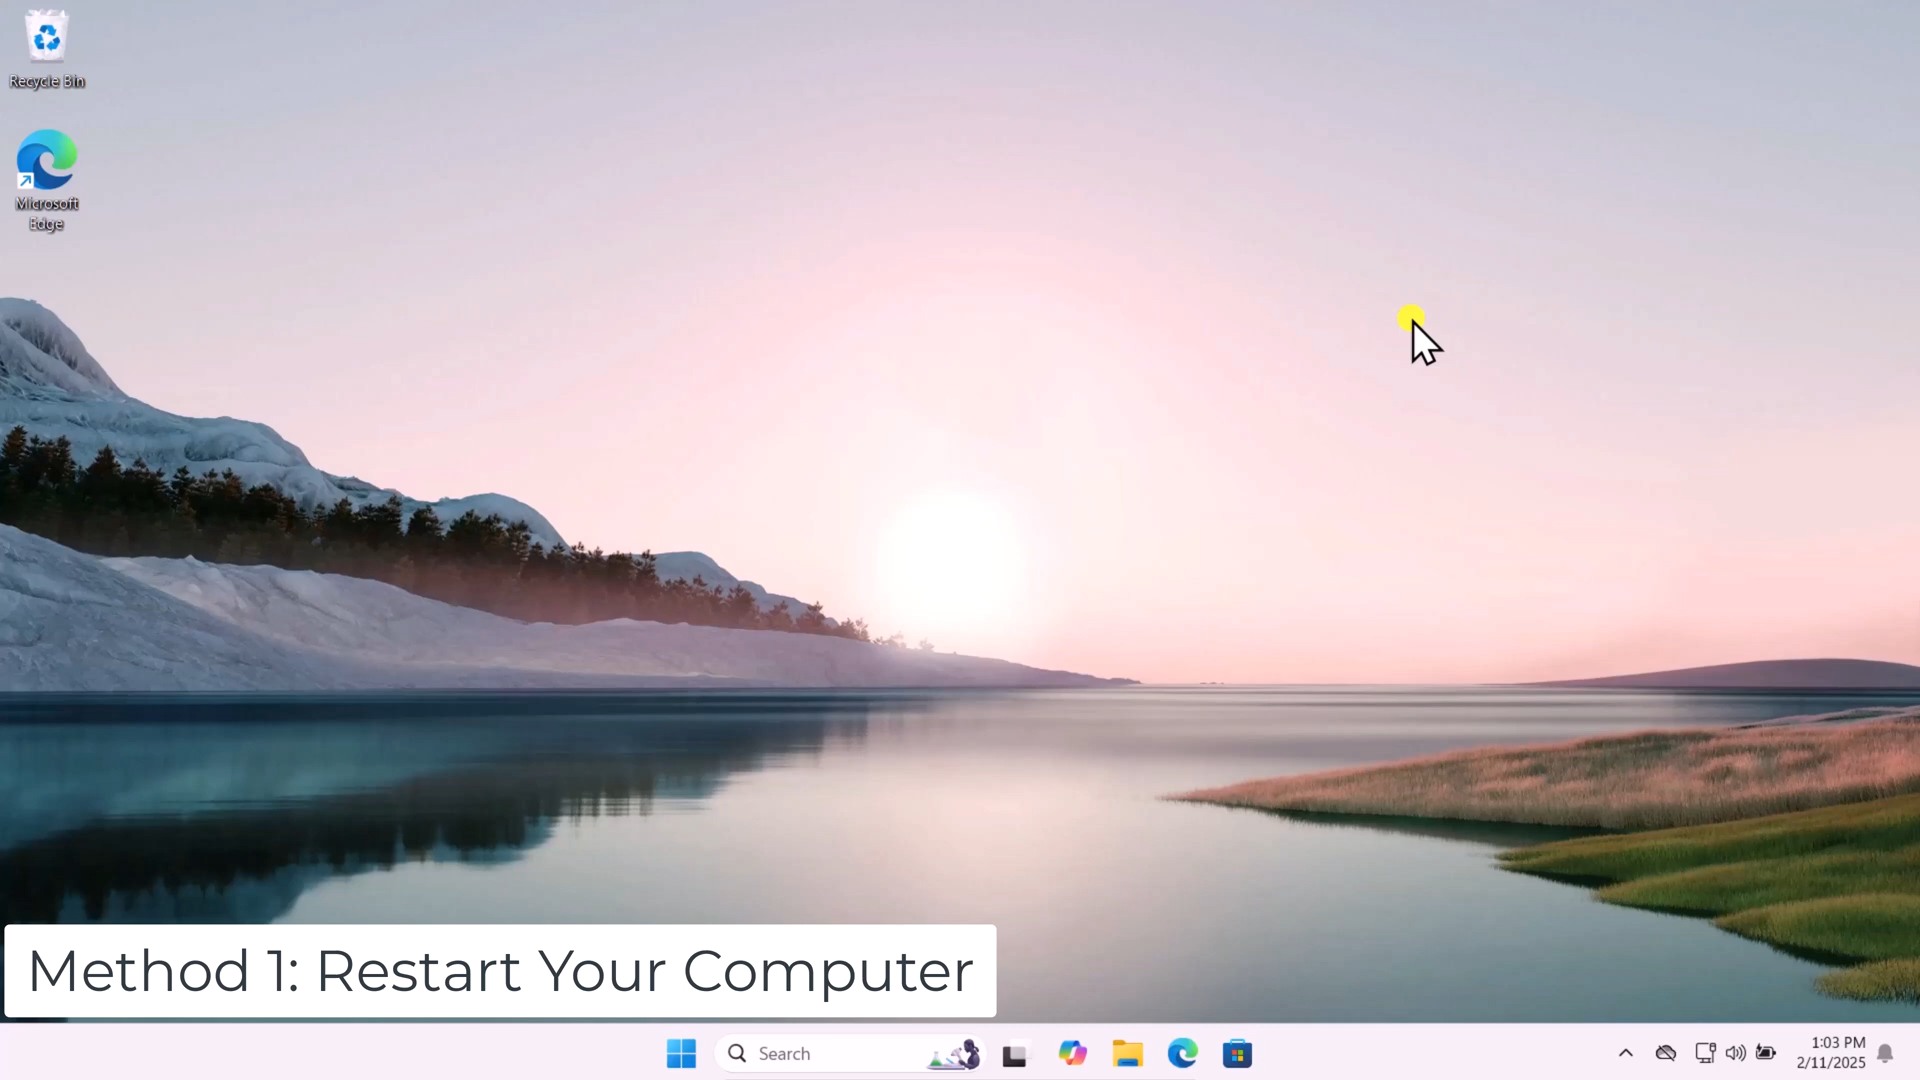 Recycle Bin
Microsoft
Edge
Method 1: Restart Your Computer
Search
1:03 PM
2/11/2025